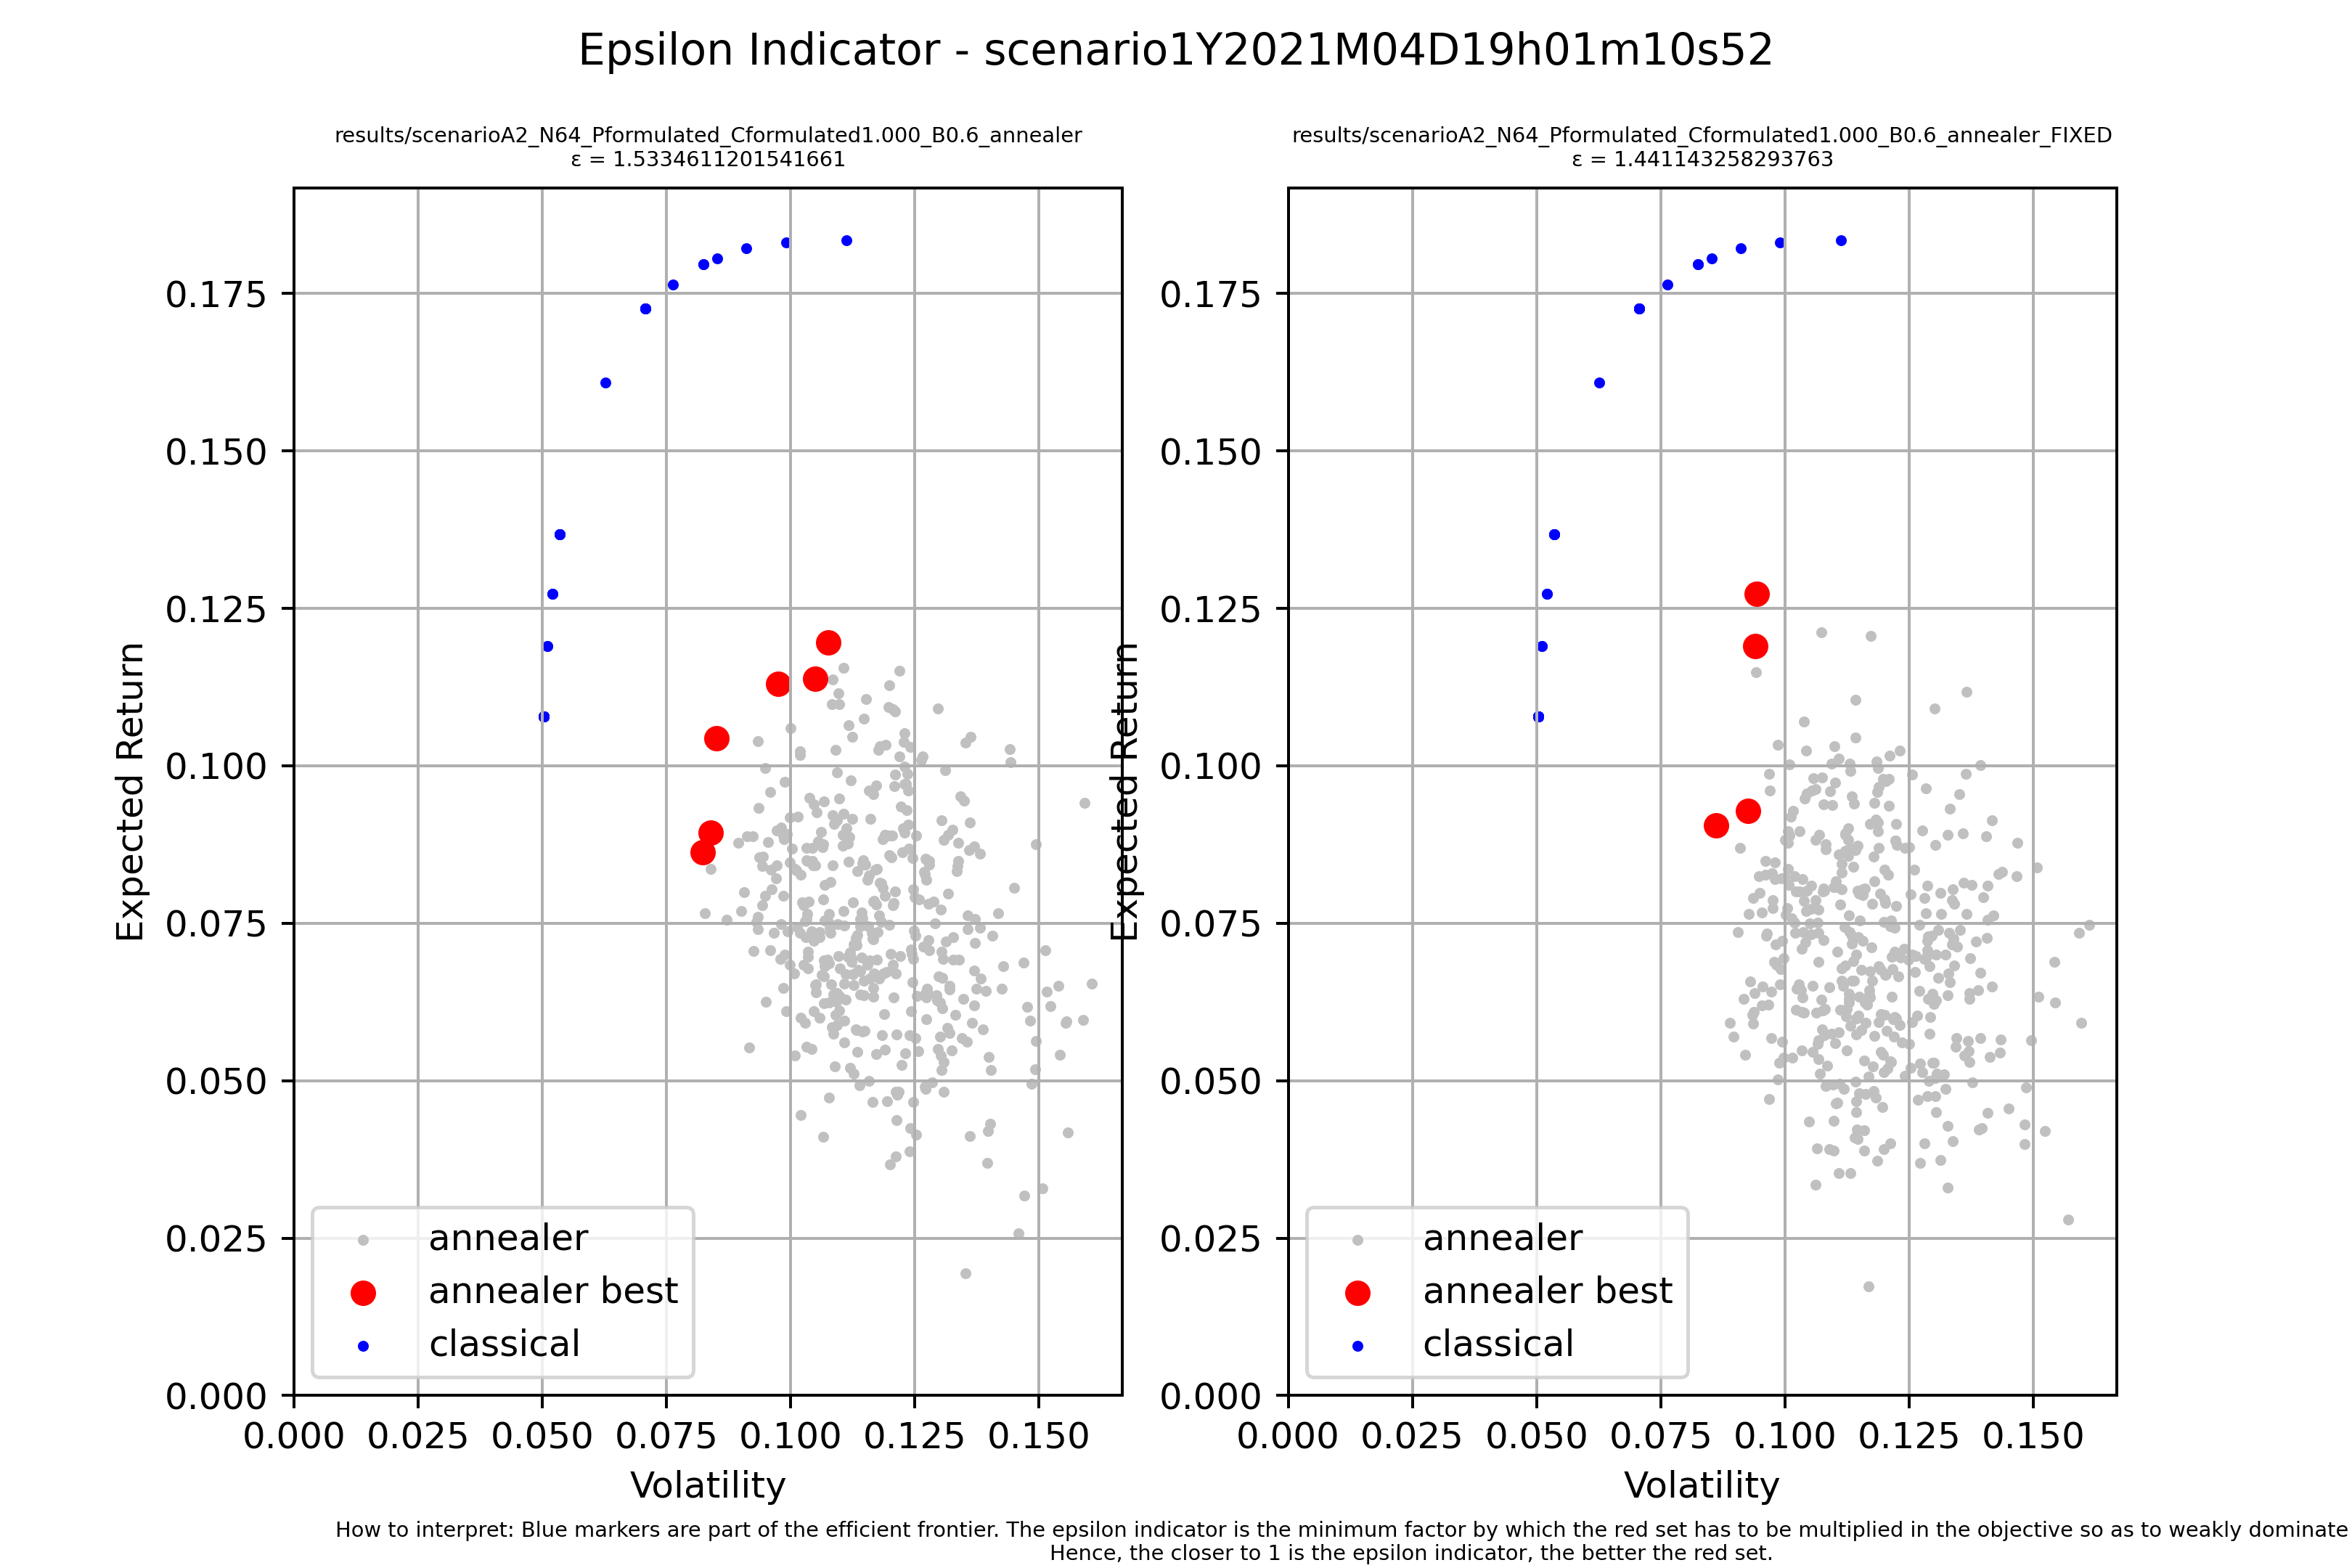 Epsilon Indicator - scenario1Y2021M04D19h01m10s52
results/scenarioA2_N64_Pformulated_Cformulated1.000_B0.6_annealer
ε = 1.5334611201541661
0.175
0.150
0.125
0.100
0.075
0.050
0.025
0.000
Expected Return
annealer
annealer best
classical
0.000 0.025 0.050 0.075 0.100 0.125 0.150
Volatility
results/scenarioA2_N64_Pformulated_Cformulated1.000_B0.6_annealer_FIXED
ε = 1.441143258293763
0.175
0.150
0.125
0.100
0.075
0.050
0.025
0.000
Expected Return
annealer
annealer best
classical
0.000 0.025 0.050 0.075 0.100 0.125 0.150
Volatility
How to interpret: Blue markers are part of the efficient frontier. The epsilon indicator is the minimum factor by which the red set has to be multiplied in the objective so as to weakly dominate
Hence, the closer to 1 is the epsilon indicator, the better the red set.